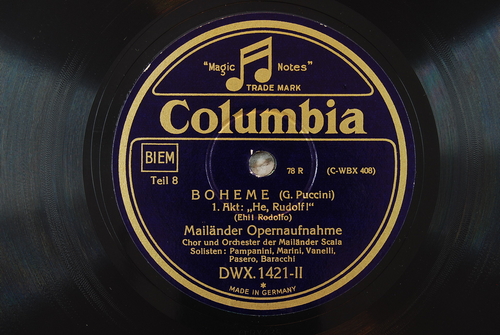 "Magic Notes"
TRADE MARK
Columbia
BIEM
78 R (C-WBX 408)
Teil 8
BOHEME (G. Puccini)
1. Akt: „He, Rudolf!"
(Ehi! Rodolfo)
Mailänder Opernaufnahme
Chor und Orchester der Mailänder Scala
Solisten: Pampanini, Marini, Vanelli,
Pasero, Baracchi
DWX.1421-II
MADE IN GERMANY